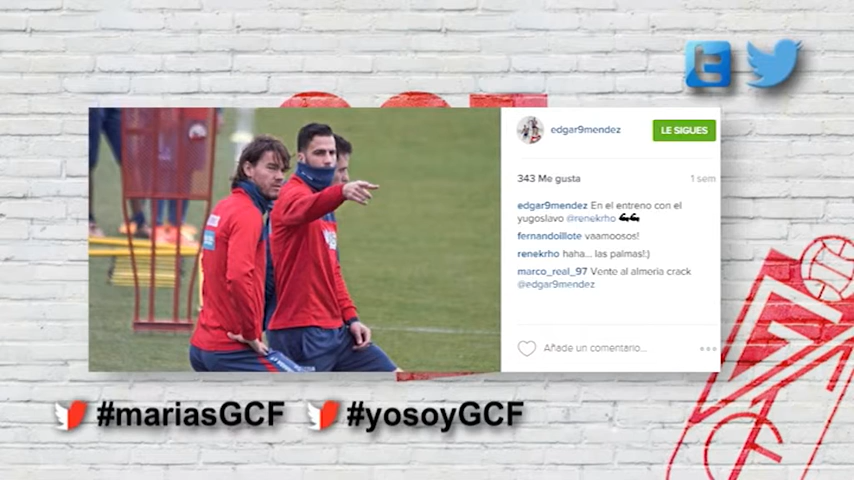 edgar9mendez
LE SIGUES
343 Me gusta
1 sem
edgar9mendez En el entreno con el
yugoslavo @renekrho
fernandoillote vaamoosos!
renekrho haha... las palmas!;)
marco_real_97 Vente al almeria crack
@edgar9mendez
Añade un comentario...
#mariasGCF #yosoyGCF